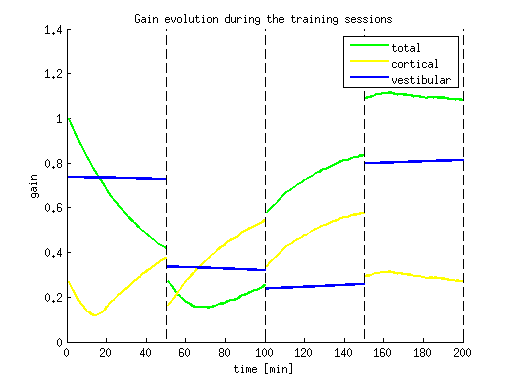 Gain evolution during the training sessions
total
cortical
vestibular
gain
1.4
1.2
1
0.8
0.6
0.4
0.2
0
0 20 40 60 80 100 120 140 160 180 200
time [min]